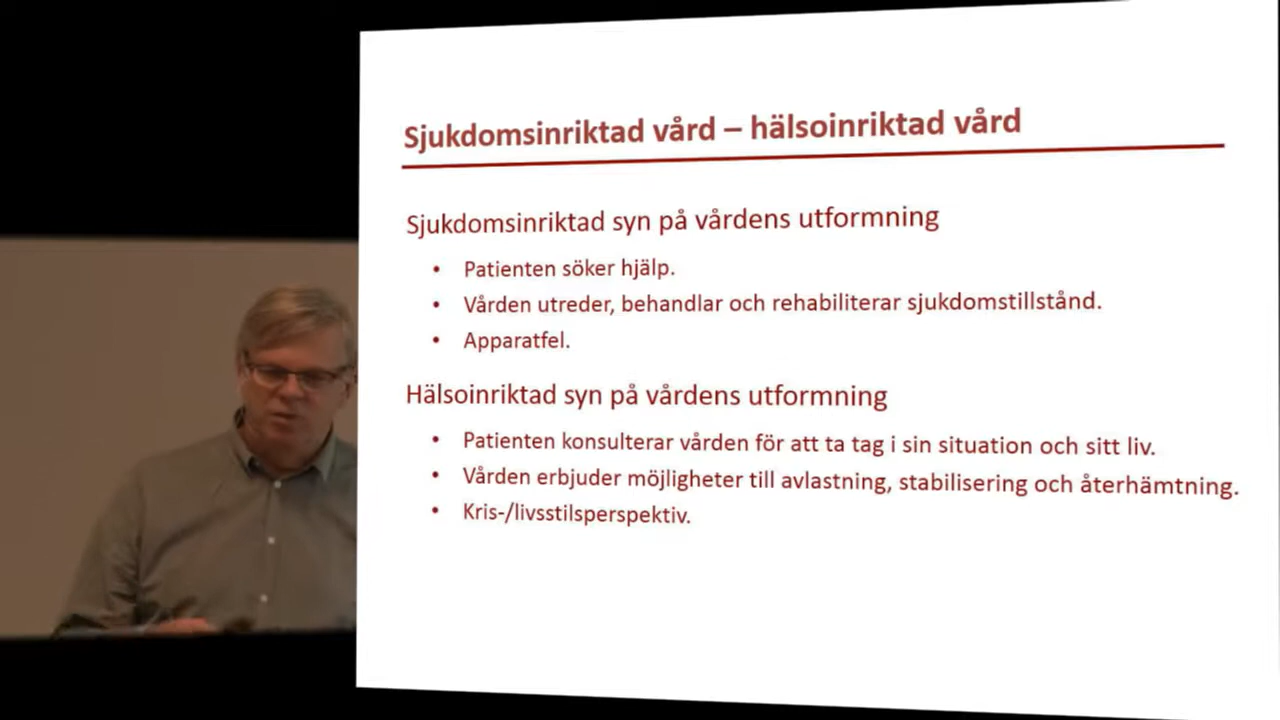 Sjukdomsinriktad vård – hälsoinriktad vård
Sjukdomsinriktad syn på vårdens utformning
• Patienten söker hjälp.
• Vården utreder, behandlar och rehabiliterar sjukdomstillstånd.
• Apparatfel.
Hälsoinriktad syn på vårdens utformning
• Patienten konsulterar vården för att ta tag i sin situation och sitt liv.
• Vården erbjuder möjligheter till avlastning, stabilisering och återhämtning.
• Kris-/livsstilsperspektiv.